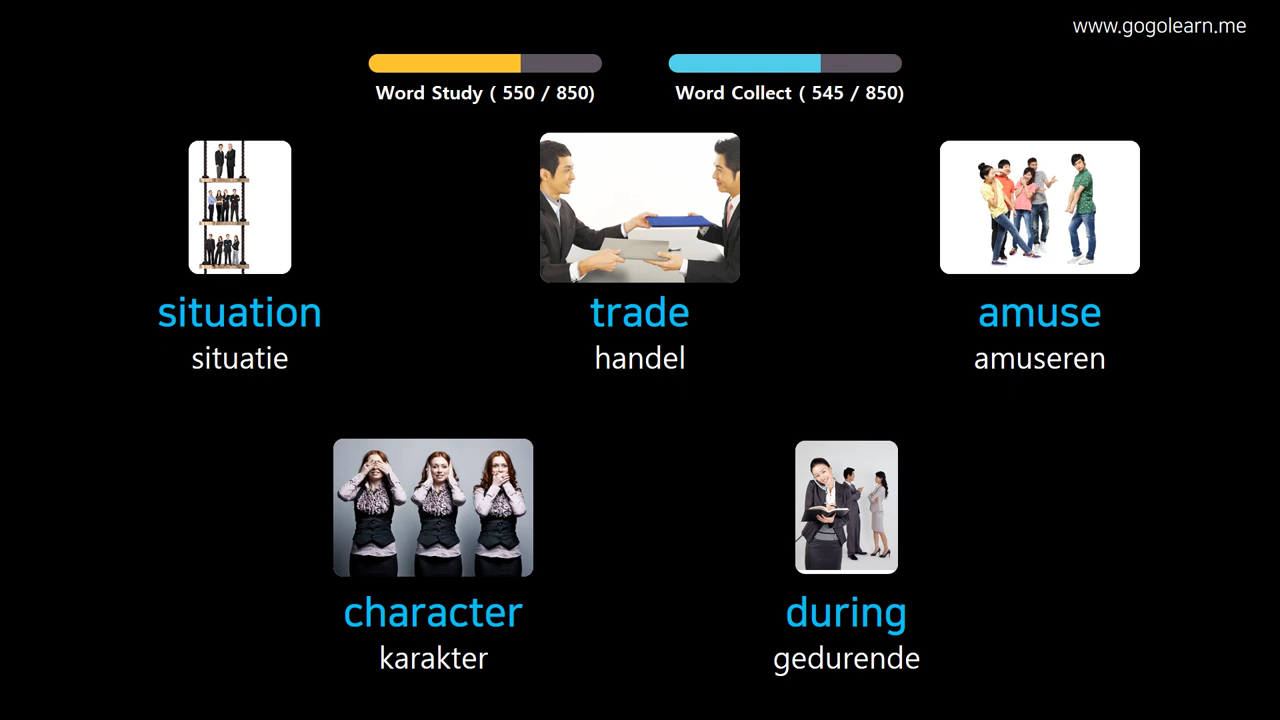 www.gogolearn.me
Word Study ( 550 / 850)
Word Collect ( 545 / 850)
situation
situatie
trade
handel
amuse
amuseren
character
karakter
during
gedurende